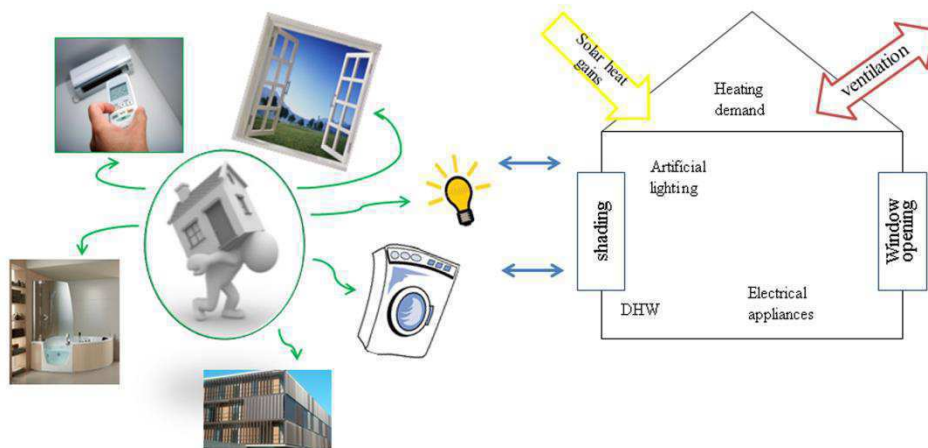 Solar heat
gains
ventilation
Heating
demand
Artificial
lighting
shading
Window
opening
DHW
Electrical
appliances